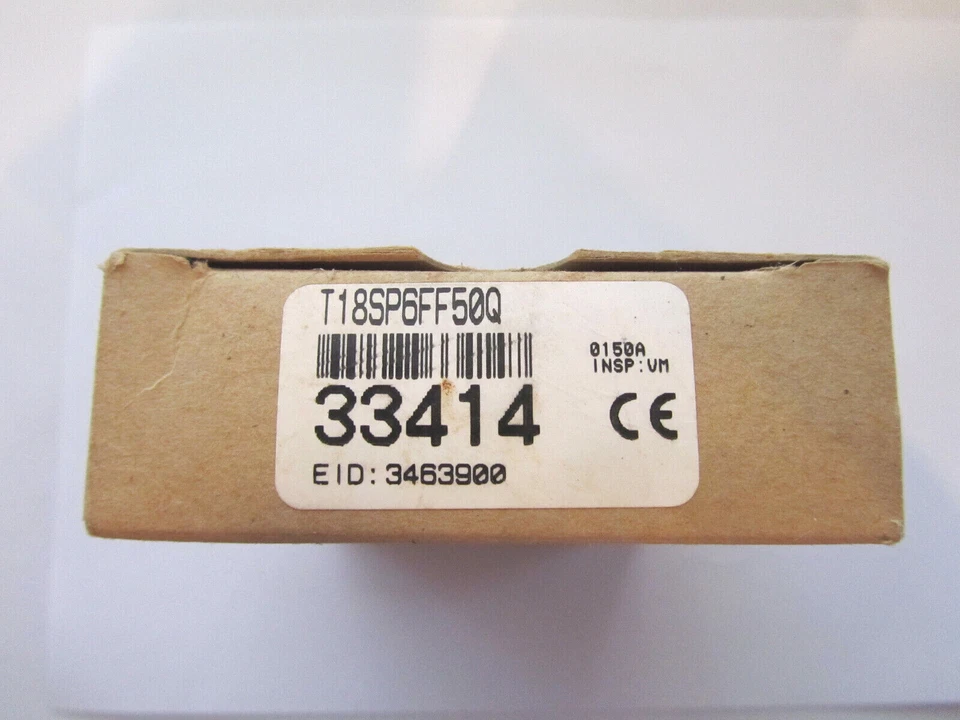 T18SP6FF50Q
0150A
INSP:VM
33414
CE
EID: 3463900